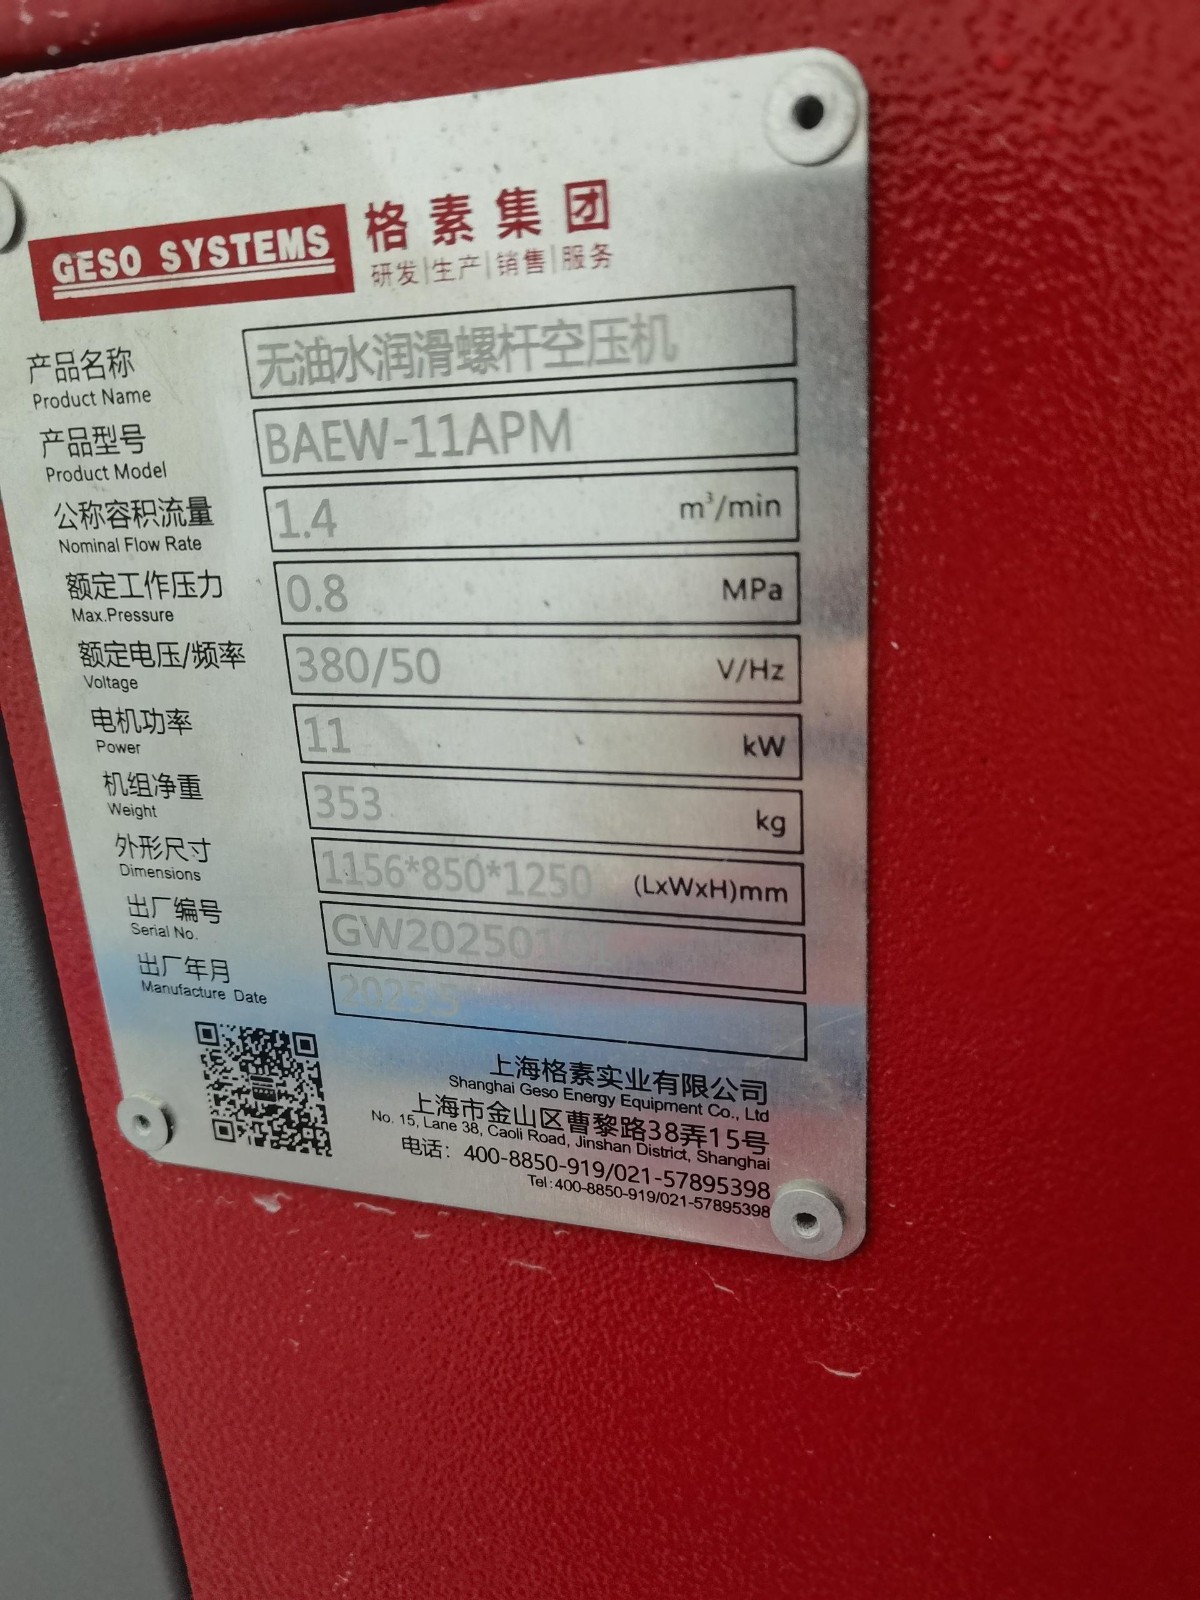 GESO SYSTEMS 格素集团
研发|生产|销售|服务
产品名称 无油水润滑螺杆空压机
Product Name
产品型号 BAEW-11APM
Product Model
公称容积流量 1.4 m³/min
Nominal Flow Rate
额定工作压力 0.8 MPa
Max.Pressure
额定电压/频率 380/50 V/Hz
Voltage
电机功率 11 kW
Power
机组净重 353 kg
Weight
外形尺寸 1156*850*1250 (LxWxH)mm
Dimensions
出厂编号
Serial No.
出厂年月 2025.5
Manufacture Date
上海格素实业有限公司
Shanghai Geso Energy Equipment Co., Ltd
上海市金山区曹黎路38弄15号
No. 15, Lane 38, Caoli Road, Jinshan District, Shanghai
电话：400-8850-919/021-57895398
Tel:400-8850-919/021-57895398